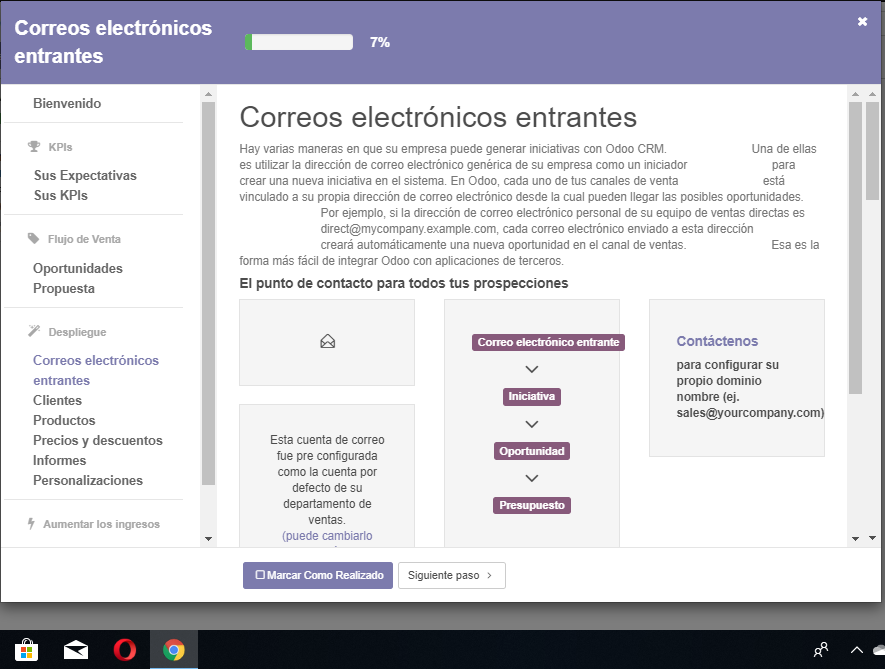 Correos electrónicos
entrantes
7%
Bienvenido
KPIs
Sus Expectativas
Sus KPIs
Flujo de Venta
Oportunidades
Propuesta
Despliegue
Correos electrónicos
entrantes
Clientes
Productos
Precios y descuentos
Informes
Personalizaciones
Aumentar los ingresos
Correos electrónicos entrantes
Hay varias maneras en que su empresa puede generar iniciativas con Odoo CRM. Una de ellas
es utilizar la dirección de correo electrónico genérica de su empresa como un iniciador para
crear una nueva iniciativa en el sistema. En Odoo, cada uno de tus canales de venta está
vinculado a su propia dirección de correo electrónico desde la cual pueden llegar las posibles oportunidades.
Por ejemplo, si la dirección de correo electrónico personal de su equipo de ventas directas es
direct@mycompany.example.com, cada correo electrónico enviado a esta dirección
creará automáticamente una nueva oportunidad en el canal de ventas. Esa es la
forma más fácil de integrar Odoo con aplicaciones de terceros.
El punto de contacto para todos tus prospecciones
Esta cuenta de correo
fue pre configurada
como la cuenta por
defecto de su
departamento de
ventas.
(puede cambiarlo
Correo electrónico entrante
Iniciativa
Oportunidad
Presupuesto
Contáctenos
para configurar su
propio dominio
nombre (ej.
sales@yourcompany.com)
Marcar Como Realizado
Siguiente paso